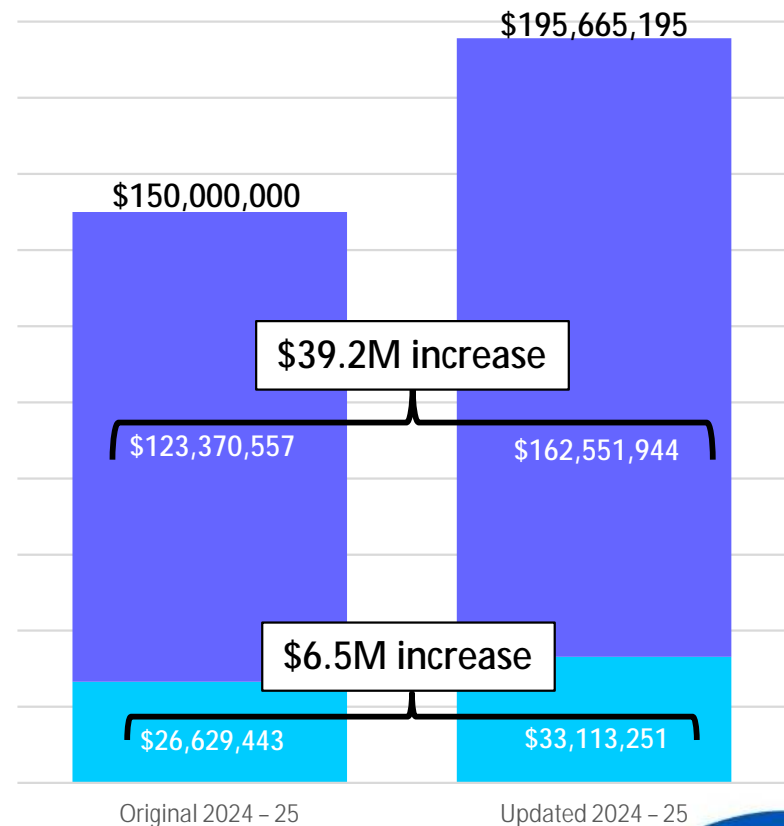 $195,665,195
$150,000,000
$39.2M increase
$123,370,557
$162,551,944
$6.5M increase
$26,629,443
$33,113,251
Original 2024 – 25
Updated 2024 – 25